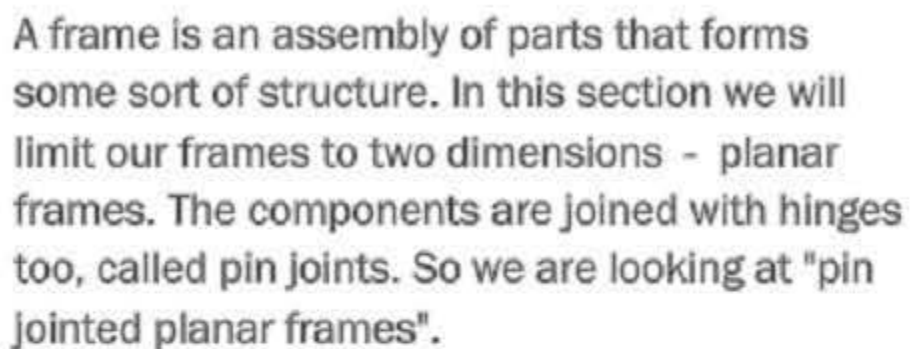 A frame is an assembly of parts that forms
some sort of structure. In this section we will
limit our frames to two dimensions - planar
frames. The components are joined with hinges
too, called pin joints. So we are looking at "pin
jointed planar frames".